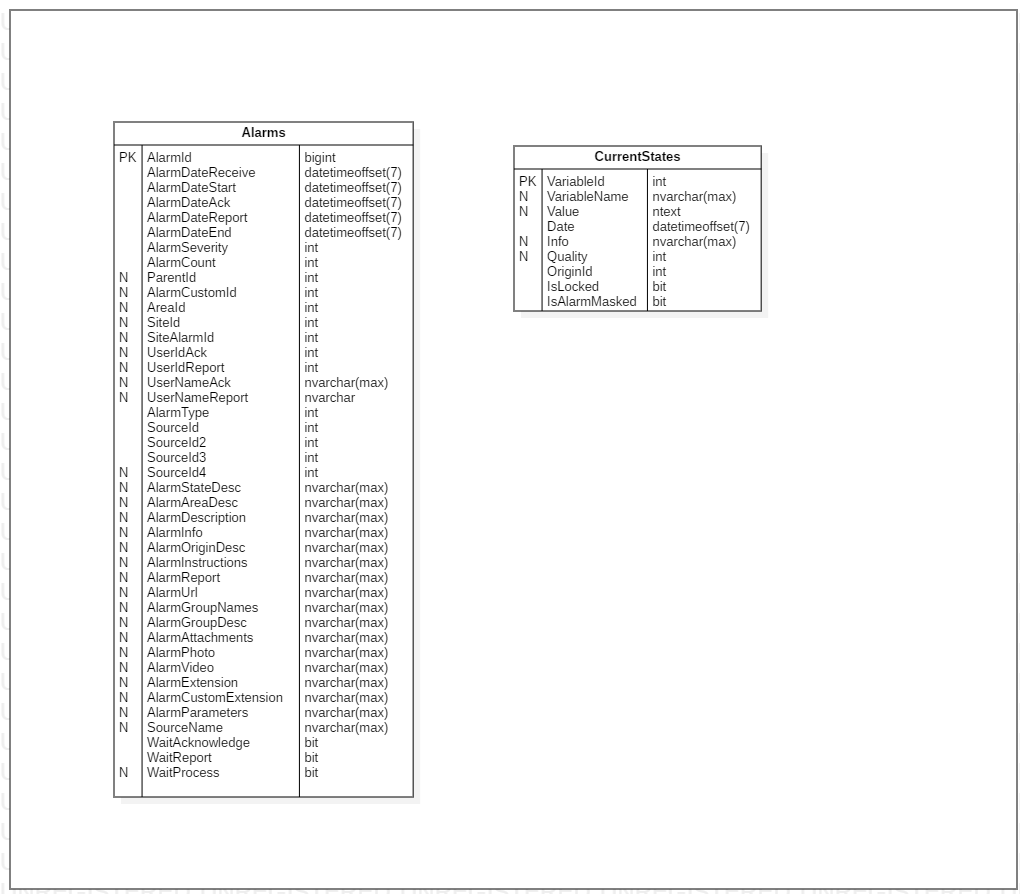 Alarms
PK AlarmId bigint
AlarmDateReceive datetimeoffset(7)
AlarmDateStart datetimeoffset(7)
AlarmDateAck datetimeoffset(7)
AlarmDateReport datetimeoffset(7)
AlarmDateEnd datetimeoffset(7)
AlarmSeverity int
AlarmCount int
N ParentId int
N AlarmCustomId int
N AreaId int
N SiteId int
N SiteAlarmId int
N UserIdAck int
N UserIdReport int
N UserNameAck nvarchar(max)
N UserNameReport nvarchar
AlarmType int
SourceId int
SourceId2 int
SourceId3 int
N SourceId4 int
N AlarmStateDesc nvarchar(max)
N AlarmAreaDesc nvarchar(max)
N AlarmDescription nvarchar(max)
N AlarmInfo nvarchar(max)
N AlarmOriginDesc nvarchar(max)
N AlarmInstructions nvarchar(max)
N AlarmReport nvarchar(max)
N AlarmUrl nvarchar(max)
N AlarmGroupNames nvarchar(max)
N AlarmGroupDesc nvarchar(max)
N AlarmAttachments nvarchar(max)
N AlarmPhoto nvarchar(max)
N AlarmVideo nvarchar(max)
N AlarmExtension nvarchar(max)
N AlarmCustomExtension nvarchar(max)
N AlarmParameters nvarchar(max)
N SourceName nvarchar(max)
WaitAcknowledge bit
WaitReport bit
N WaitProcess bit
CurrentStates
PK VariableId int
N VariableName nvarchar(max)
N Value ntext
Date datetimeoffset(7)
N Info nvarchar(max)
N Quality int
OriginId int
IsLocked bit
IsAlarmMasked bit